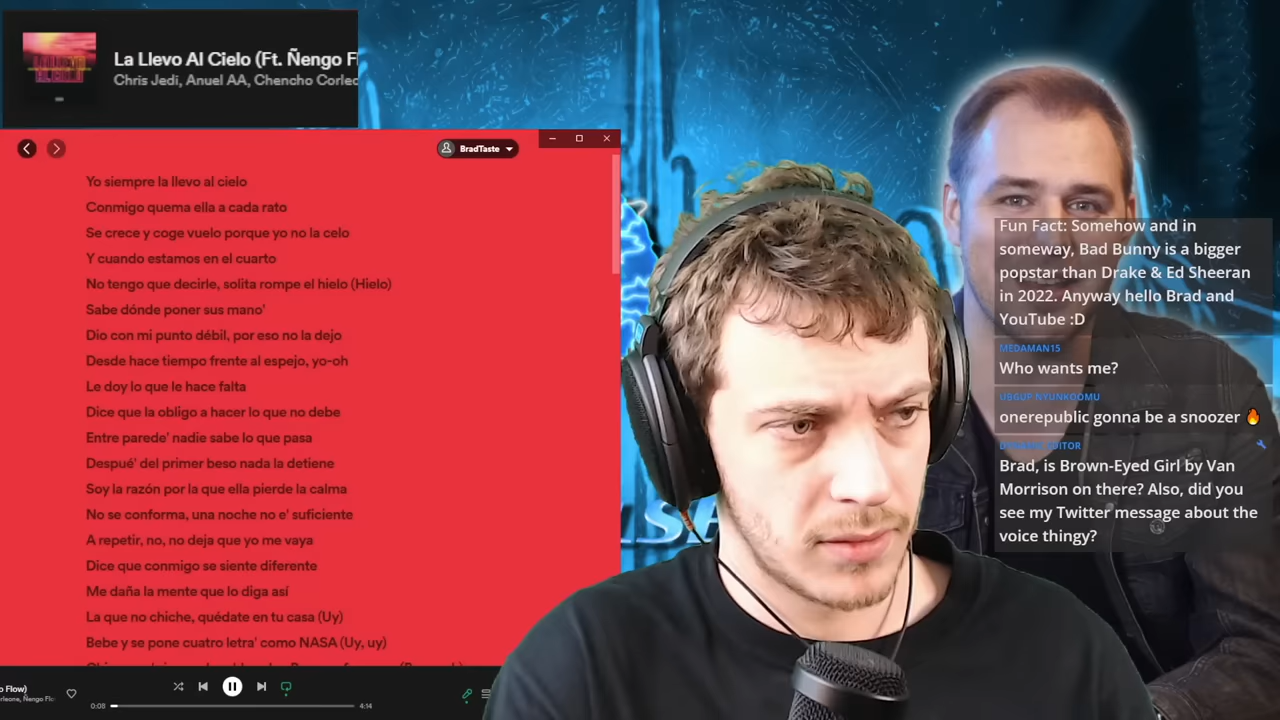 La Llevo Al Cielo (Ft. Ñengo F
Chris Jedi, Anuel AA, Chencho Corleo
BradTaste
Yo siempre la llevo al cielo
Conmigo quema ella a cada rato
Se crece y coge vuelo porque yo no la celo
Y cuando estamos en el cuarto
No tengo que decirle, solita rompe el hielo (Hielo)
Sabe dónde poner sus mano'
Dio con mi punto débil, por eso no la dejo
Desde hace tiempo frente al espejo, yo-oh
Le doy lo que le hace falta
Dice que la obligo a hacer lo que no debe
Entre parede' nadie sabe lo que pasa
Despué' del primer beso nada la detiene
Soy la razón por la que ella pierde la calma
No se conforma, una noche no e' suficiente
A repetir, no, no deja que yo me vaya
Dice que conmigo se siente diferente
Me daña la mente que lo diga así
La que no chiche, quédate en tu casa (Uy)
Bebe y se pone cuatro letra' como NASA (Uy, uy)
o Flow)
orleone, Ñengo Flo
0:08
4:14
Fun Fact: Somehow and in
someway, Bad Bunny is a bigger
popstar than Drake & Ed Sheeran
in 2022. Anyway hello Brad and
YouTube :D
MEDAMAN15
Who wants me?
UBGUP NYUNKOOMU
onerepublic gonna be a snoozer 🔥
Brad, is Brown-Eyed Girl by Van
Morrison on there? Also, did you
see my Twitter message about the
voice thingy?